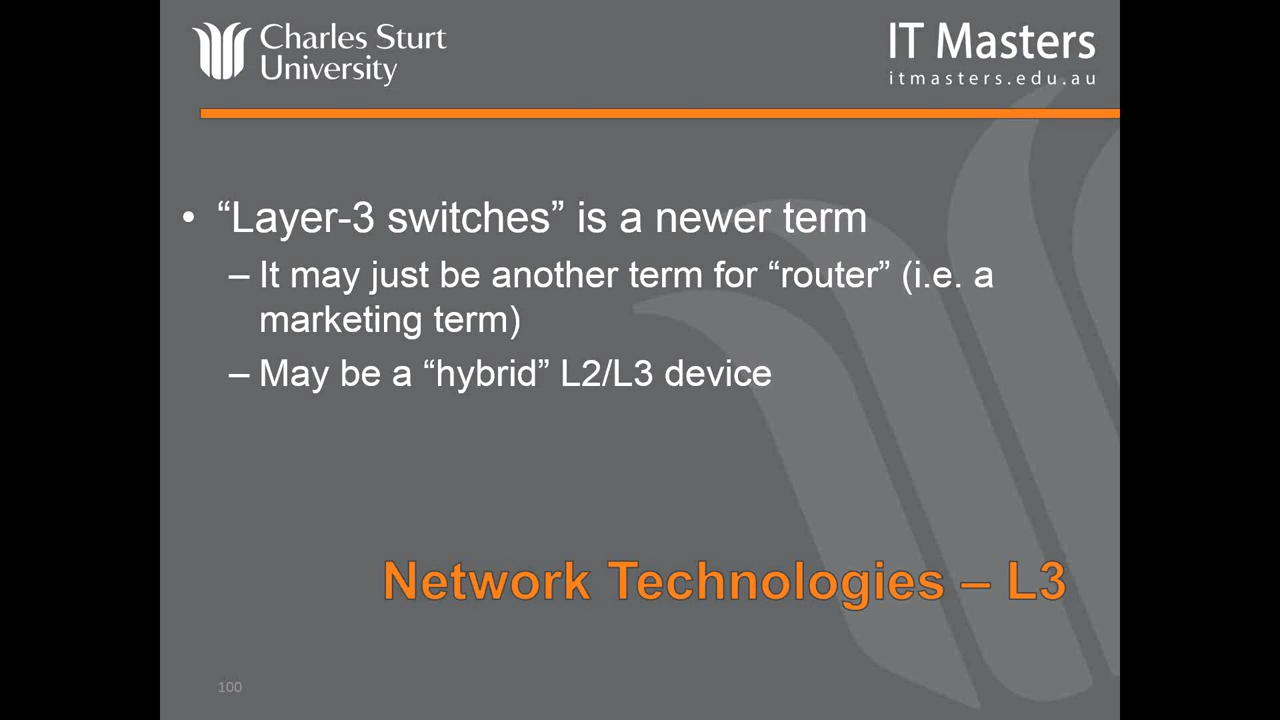 Charles Sturt
University
IT Masters
itmasters.edu.au
• “Layer-3 switches” is a newer term
– It may just be another term for “router” (i.e. a
marketing term)
– May be a “hybrid” L2/L3 device
Network Technologies – L3
100